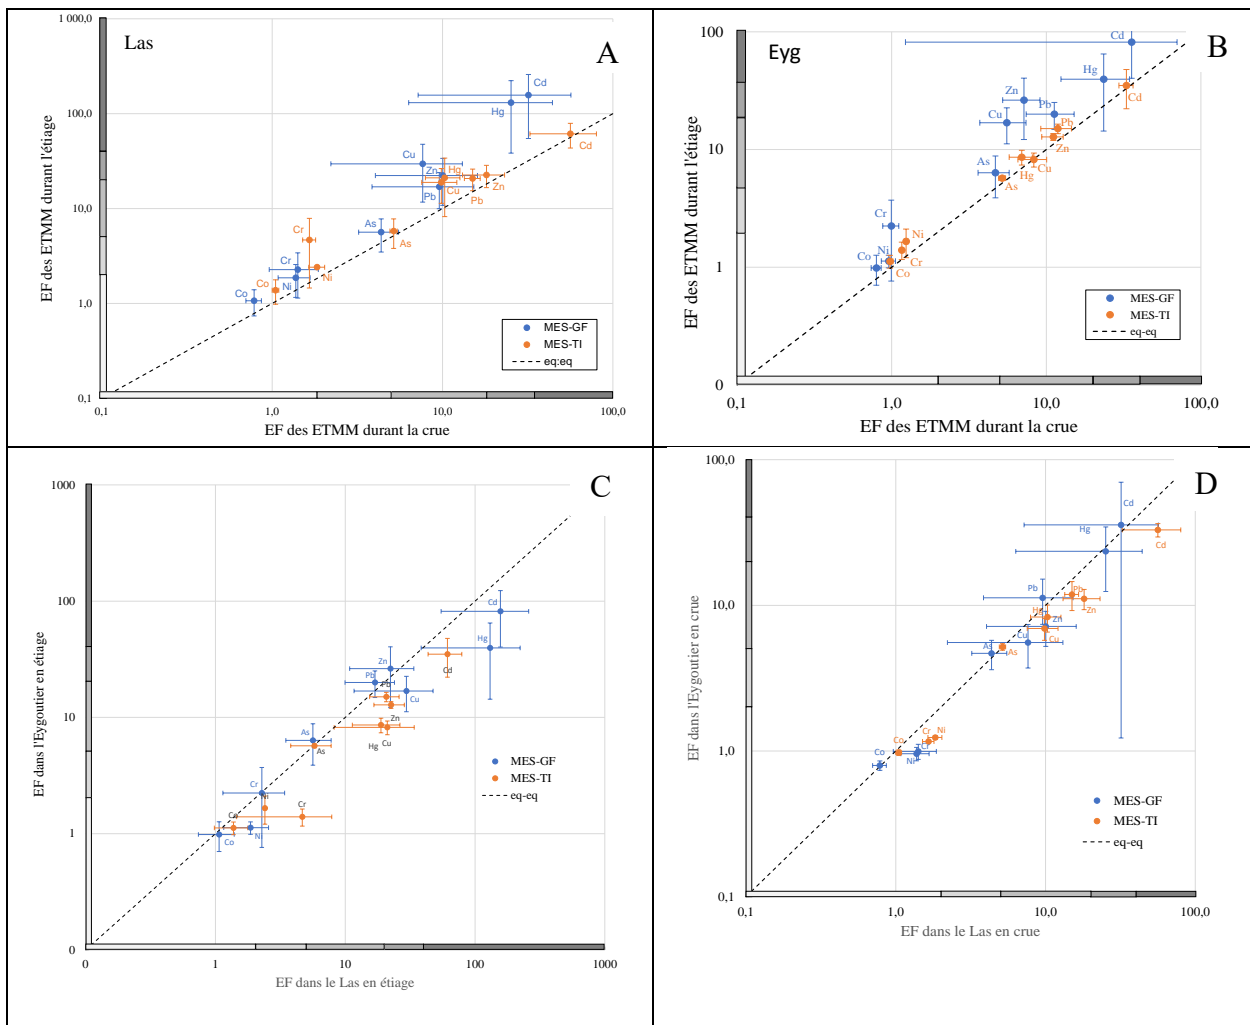 Las
A
1 000,0
100,0
10,0
1,0
0,1
0,1
1,0
10,0
100,0
EF des ETMM durant l'étiage
EF des ETMM durant la crue
Cd
Hg
Cd
Cu
Zn
Hg
Cu
Pb
Pb
Zn
As
As
Cr
Cr
Ni
Ni
Co
Co
MES-GF
MES-TI
eq:eq
Eyg
B
100
10
1
0
0,1
1,0
10,0
100,0
EF des ETMM durant l'étiage
EF des ETMM durant la crue
Cd
Hg
Cd
Zn
Cu
Pb
Pb
Zn
As
Hg
Cu
As
Cr
Ni
Co
Ni
Cr
Co
MES-GF
MES-TI
eq-eq
C
1000
100
10
1
0
0
1
10
100
1000
EF dans l'Eygoutier en étiage
EF dans le Las en étiage
Cd
Hg
Cd
Zn
Pb
Pb
Cu
Zn
Cu
Hg
As
As
Cr
Ni
Cr
Co
Co
Ni
MES-GF
MES-TI
eq-eq
D
100,0
10,0
1,0
0,1
0,1
1,0
10,0
100,0
EF dans l'Eygoutier en crue
EF dans le Las en crue
Cd
Hg
Cd
Pb
Pb
Zn
Hg
Zn
Cu
As
As
Cr
Ni
Co
Cr
Co
Ni
MES-GF
MES-TI
eq-eq